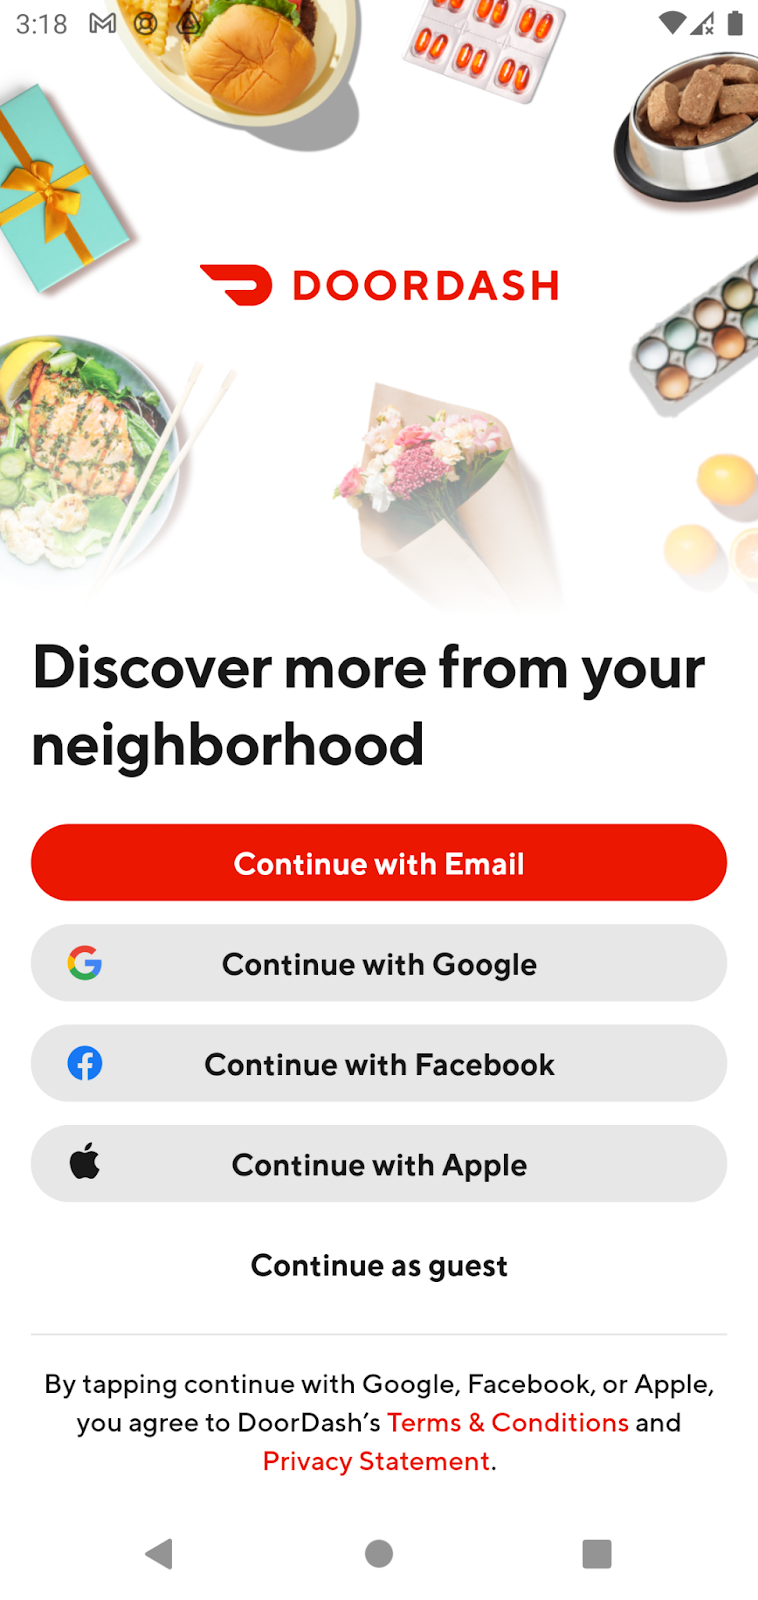 3:18
DOORDASH
Discover more from your
neighborhood
Continue with Email
Continue with Google
Continue with Facebook
Continue with Apple
Continue as guest
By tapping continue with Google, Facebook, or Apple,
you agree to DoorDash’s Terms & Conditions and
Privacy Statement.